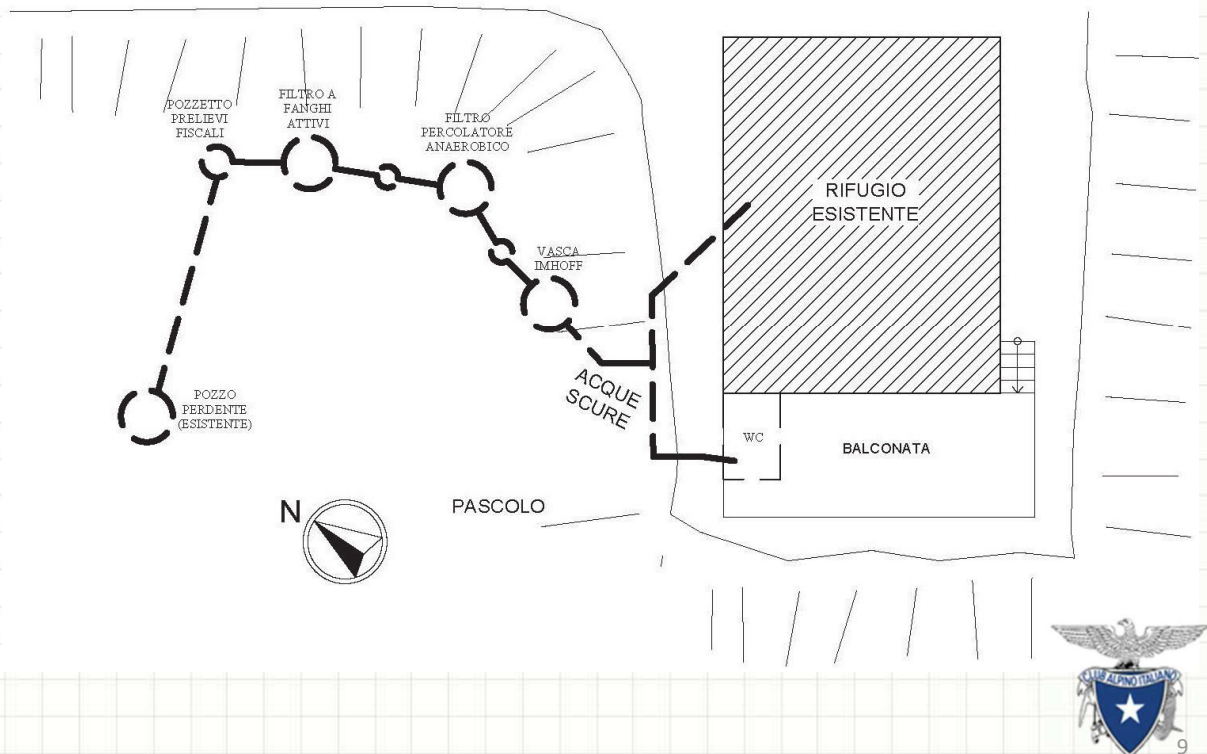 POZZETTO
PRELIEVI
FISCALI
FILTRO A
FANGHI
ATTIVI
FILTRO
PERCOLATORE
ANAEROBICO
RIFUGIO
ESISTENTE
VASCA
IMHOFF
ACQUE
SCURE
POZZO
PERDENTE
(ESISTENTE)
WC
BALCONATA
N
PASCOLO
CLUB ALPINO ITALIANO
9